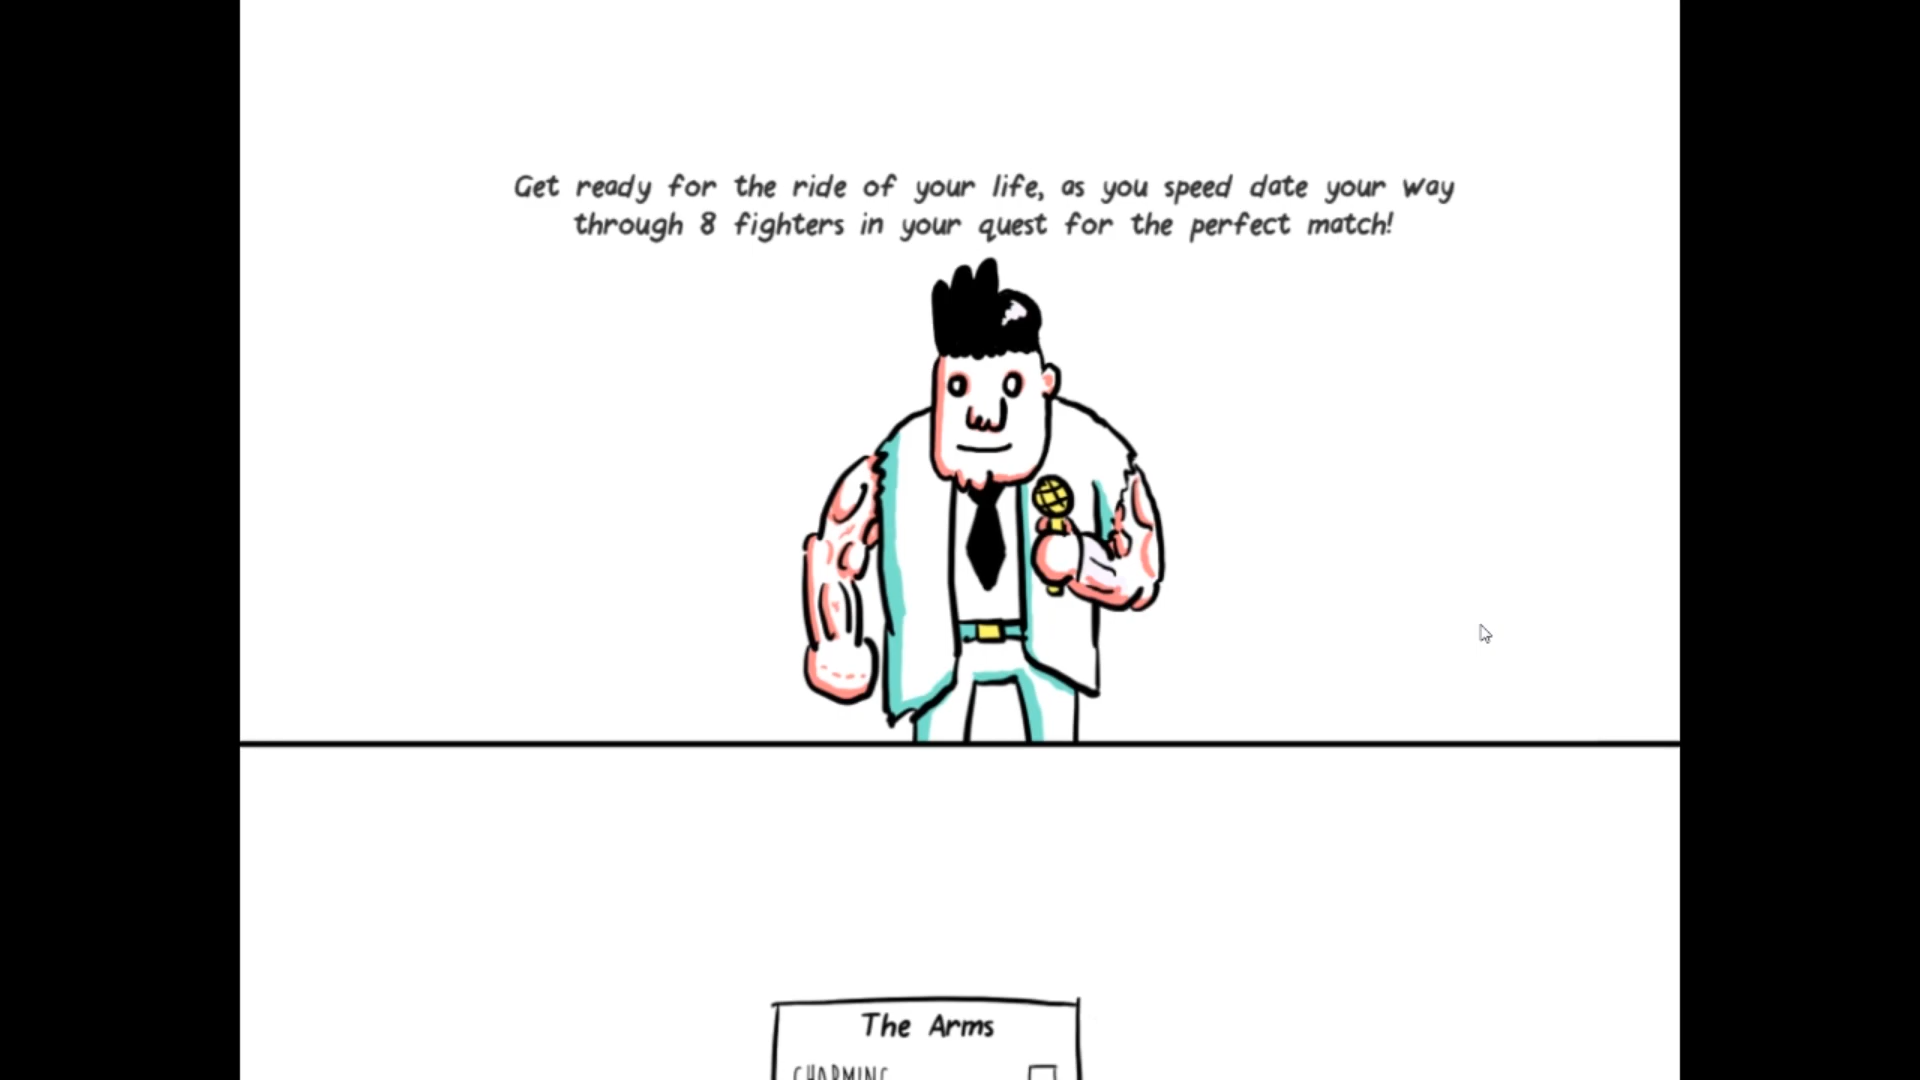 Get ready for the ride of your life, as you speed date your way
through 8 fighters in your quest for the perfect match!
The Arms
CHARMING